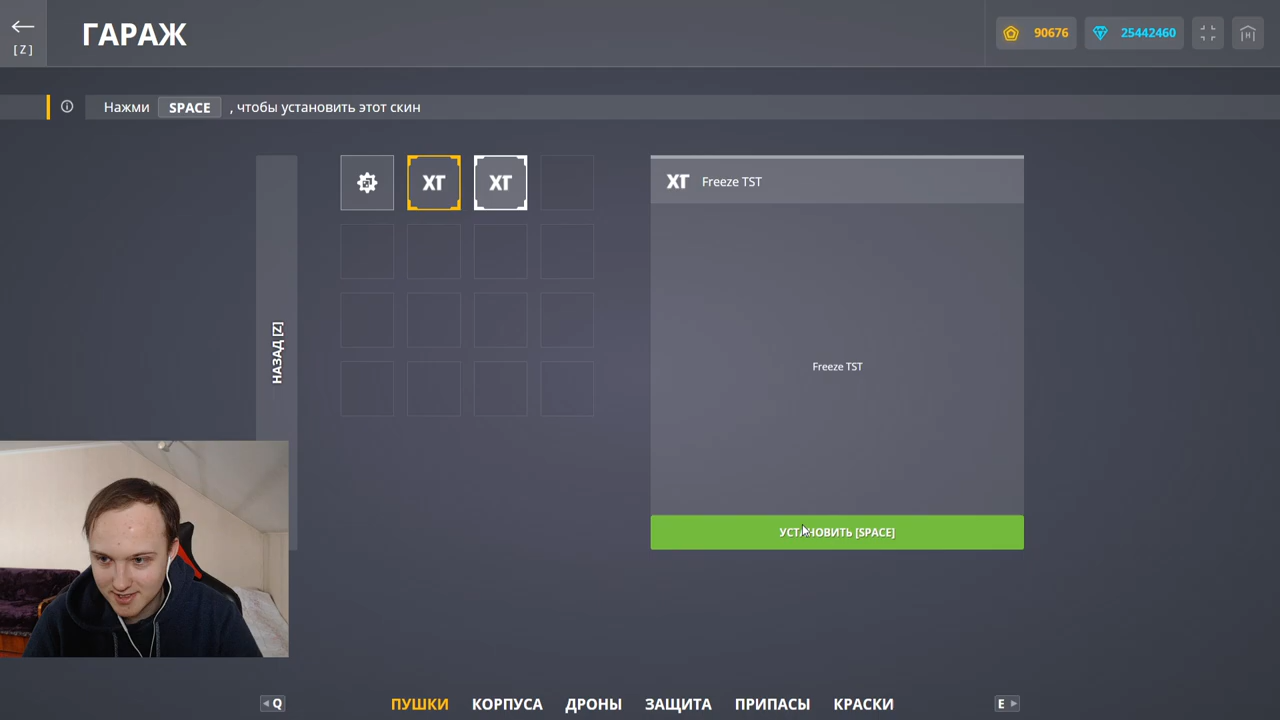 ГАРАЖ
[Z]
90676
25442460
[H]
Нажми SPACE , чтобы установить этот скин
НАЗАД [Z]
XT
XT
XT Freeze TST
Freeze TST
УСТАНОВИТЬ [SPACE]
Q
ПУШКИ
КОРПУСА
ДРОНЫ
ЗАЩИТА
ПРИПАСЫ
КРАСКИ
E